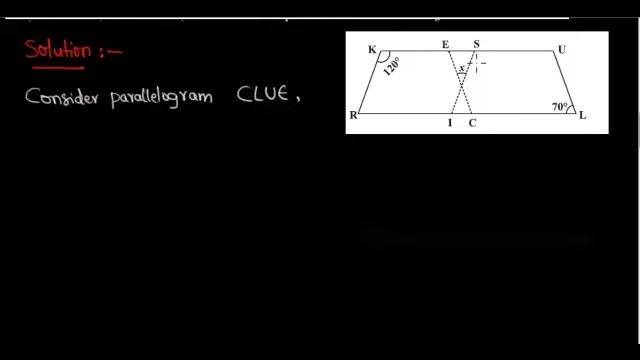 Solution :-
Consider parallelogram CLUE,
K E S U
120° x
70°
R I C L